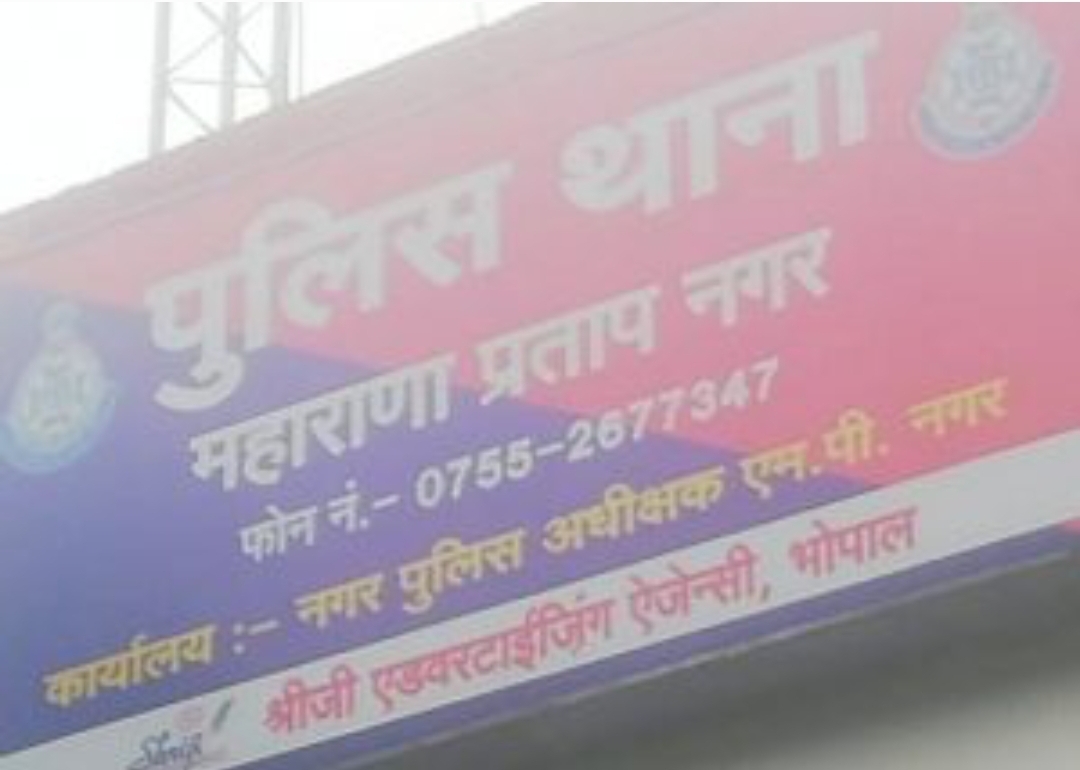 पुलिस थाना
महाराणा प्रताप नगर
फोन नं.- 0755-2677347
कार्यालय :- नगर पुलिस अधीक्षक एम.पी. नगर
श्रीजी एडवरटाईजिंग ऐजेन्सी, भोपाल